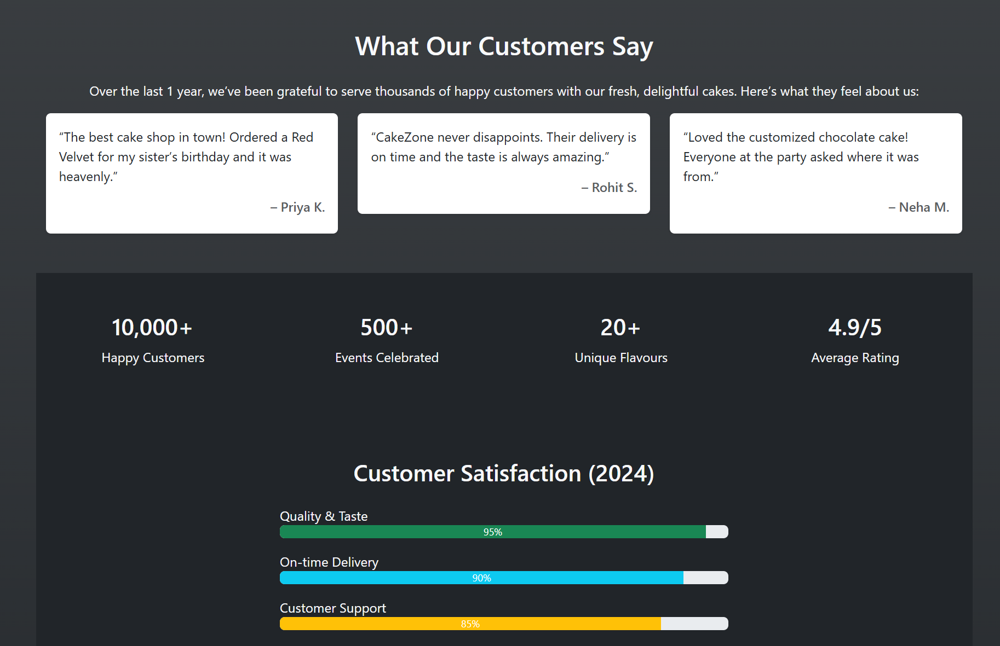 What Our Customers Say
Over the last 1 year, we’ve been grateful to serve thousands of happy customers with our fresh, delightful cakes. Here’s what they feel about us:
“The best cake shop in town! Ordered a Red
Velvet for my sister’s birthday and it was
heavenly.”
– Priya K.
“CakeZone never disappoints. Their delivery is
on time and the taste is always amazing.”
– Rohit S.
“Loved the customized chocolate cake!
Everyone at the party asked where it was
from.”
– Neha M.
10,000+
Happy Customers
500+
Events Celebrated
20+
Unique Flavours
4.9/5
Average Rating
Customer Satisfaction (2024)
Quality & Taste
95%
On-time Delivery
90%
Customer Support
85%